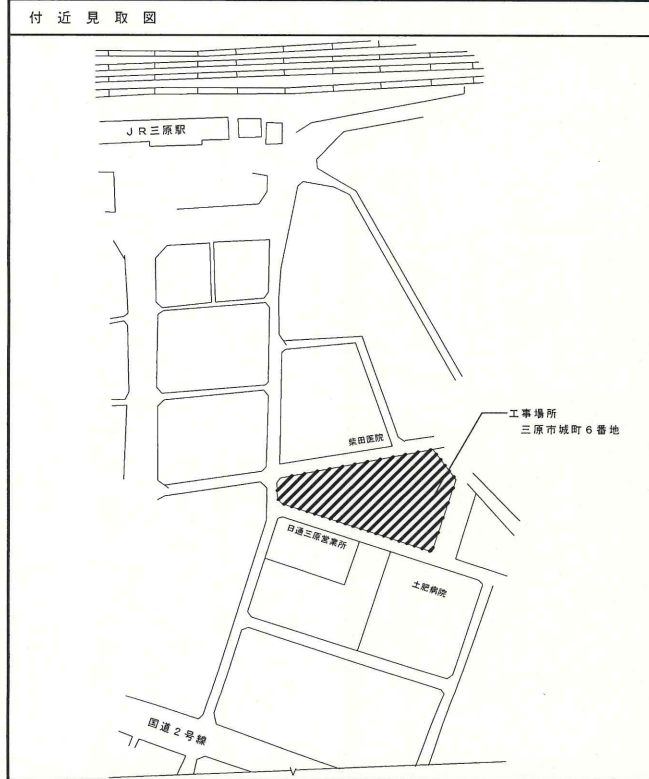 付近見取図
JR三原駅
工事場所
三原市城町6番地
柴田医院
日通三原営業所
土肥病院
国道2号線